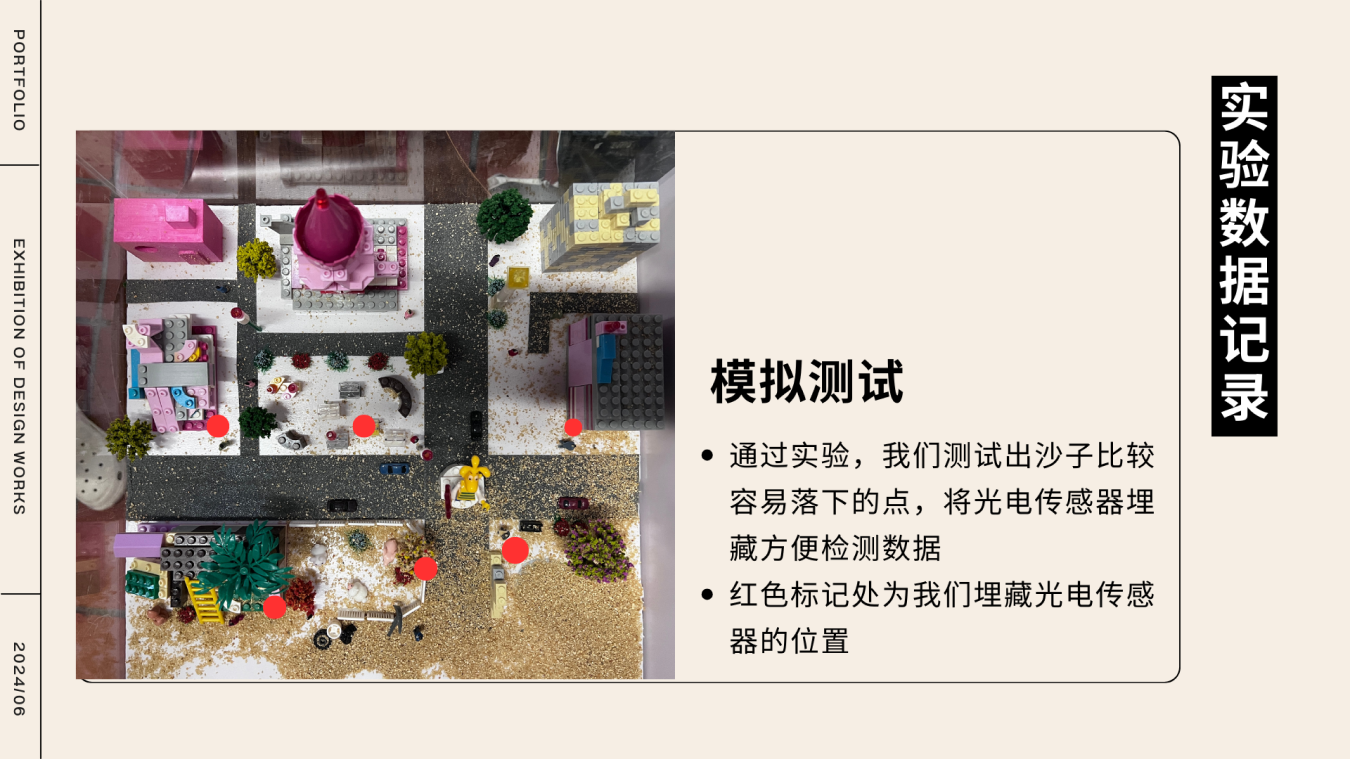 PORTFOLIO
EXHIBITION OF DESIGN WORKS
2024/06
实验数据记录
模拟测试
通过实验，我们测试出沙子比较
容易落下的点，将光电传感器埋
藏方便检测数据
红色标记处为我们埋藏光电传感
器的位置